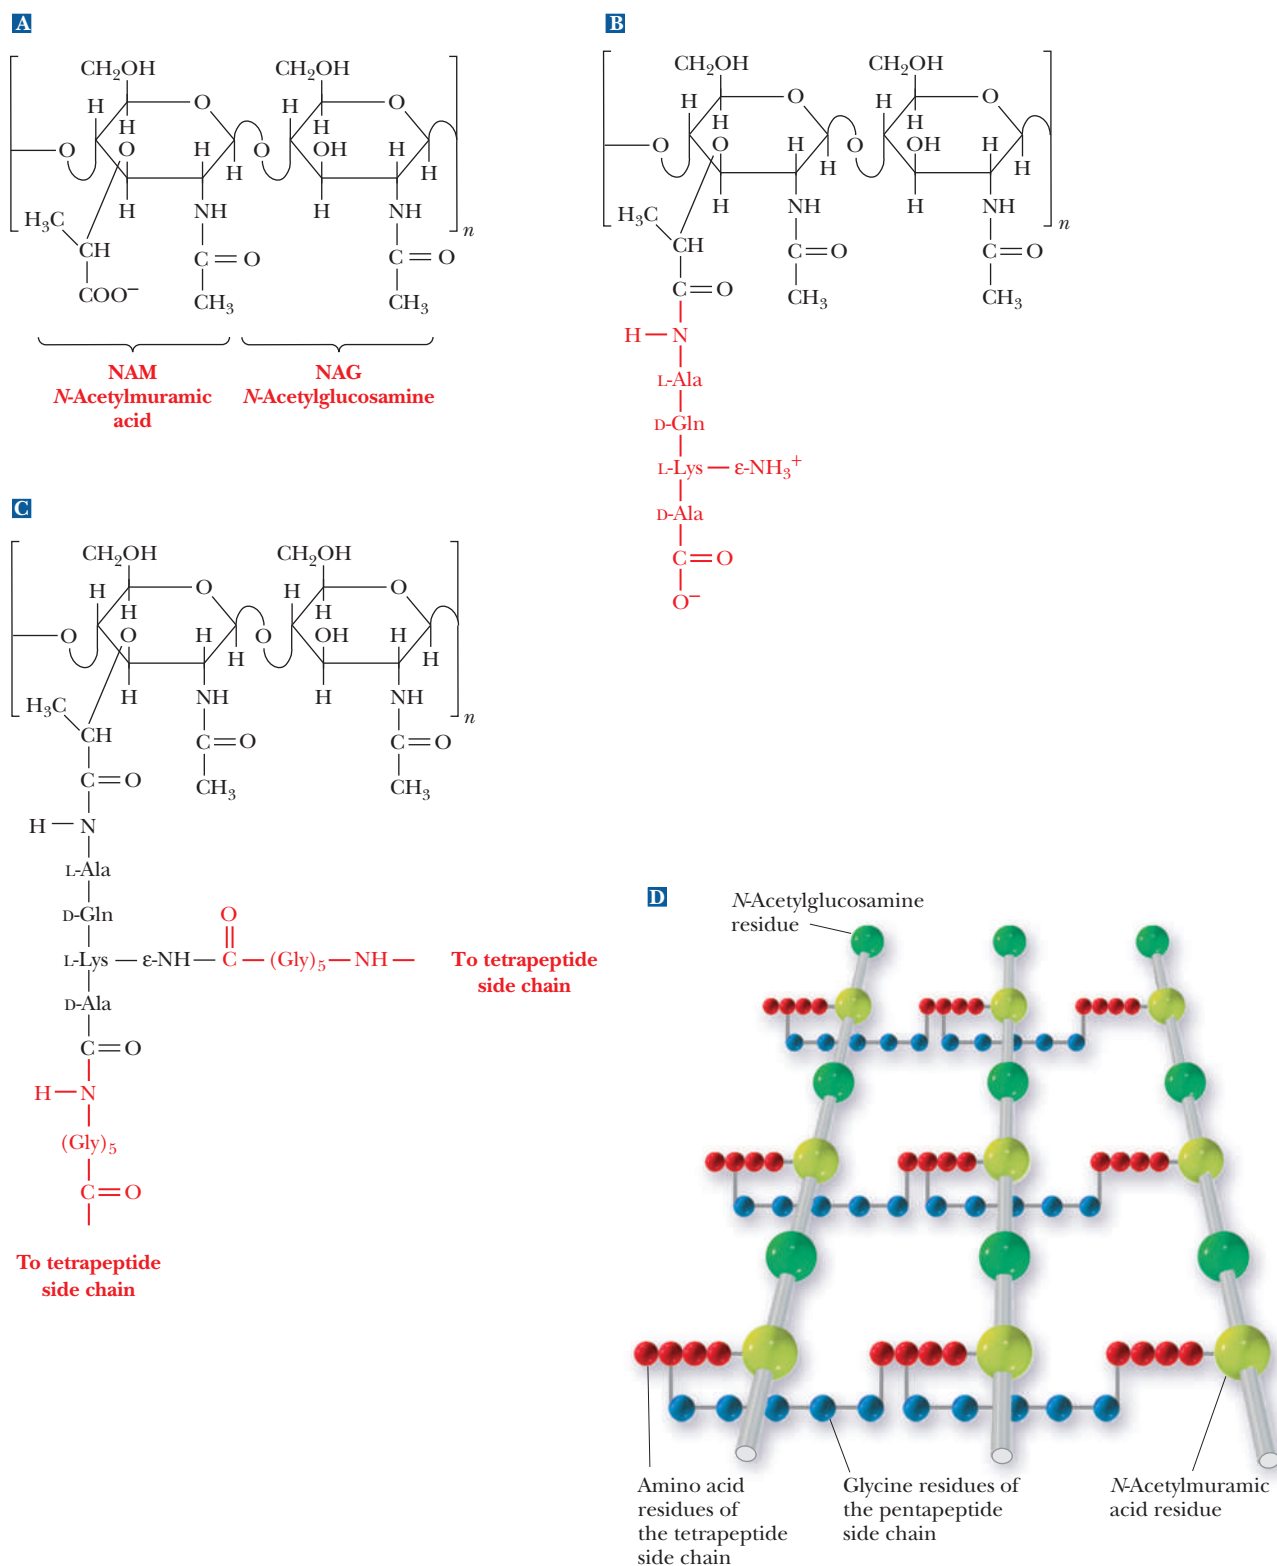 A
CH₂OH CH₂OH
H O H O
H H
O O OH H O H
H H
H NH H NH
n
H₃C
CH C=O C=O
COO⁻ CH₃ CH₃
NAM NAG
N-Acetylmuramic N-Acetylglucosamine
acid
B
CH₂OH CH₂OH
H O H O
H H
O O H O OH H
H H
H NH H NH
n
H₃C
CH C=O C=O
C=O CH₃ CH₃
H—N
L-Ala
D-Gln
L-Lys—ε-NH₃⁺
D-Ala
C=O
O⁻
C
CH₂OH CH₂OH
H O H O
H H
O O H O OH H
H H
H NH H NH
n
H₃C
CH C=O C=O
C=O CH₃ CH₃
H—N
L-Ala
D-Gln O
L-Lys—ε-NH—C—(Gly)₅—NH— To tetrapeptide
side chain
D-Ala
C=O
H—N
(Gly)₅
C=O
To tetrapeptide
side chain
D
N-Acetylglucosamine
residue
Amino acid
residues of
the tetrapeptide
side chain
Glycine residues of
the pentapeptide
side chain
N-Acetylmuramic
acid residue